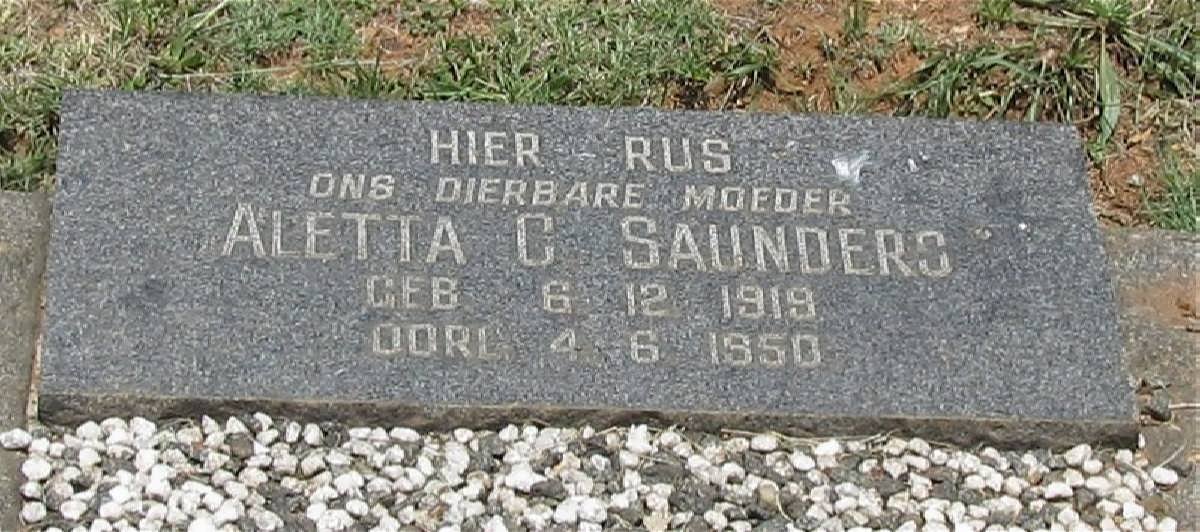 HIER RUS
ONS DIERBARE MOEDER
ALETTA C SAUNDERS
GEB 6 12 1919
OORL 4 6 1950